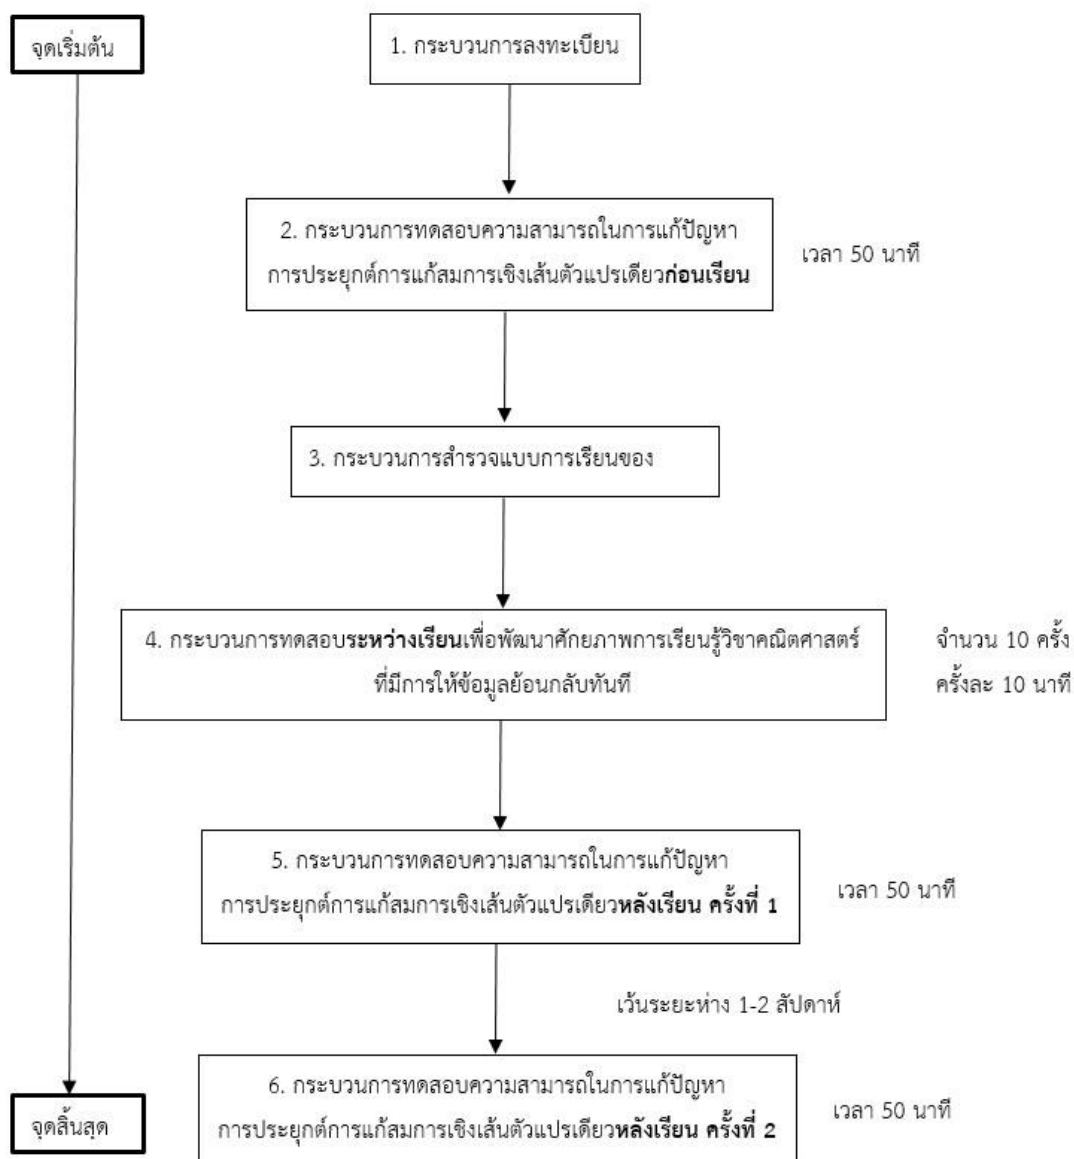 จุดเริ่มต้น
1. กระบวนการลงทะเบียน
2. กระบวนการทดสอบความสามารถในการแก้ปัญหา
การประยุกต์การแก้สมการเชิงเส้นตัวแปรเดียวก่อนเรียน
เวลา 50 นาที
3. กระบวนการสำรวจแบบการเรียนของ
4. กระบวนการทดสอบระหว่างเรียนเพื่อพัฒนาศักยภาพการเรียนรู้วิชาคณิตศาสตร์
ที่มีการให้ข้อมูลย้อนกลับทันที
จำนวน 10 ครั้ง
ครั้งละ 10 นาที
5. กระบวนการทดสอบความสามารถในการแก้ปัญหา
การประยุกต์การแก้สมการเชิงเส้นตัวแปรเดียวหลังเรียน ครั้งที่ 1
เวลา 50 นาที
เว้นระยะห่าง 1-2 สัปดาห์
6. กระบวนการทดสอบความสามารถในการแก้ปัญหา
การประยุกต์การแก้สมการเชิงเส้นตัวแปรเดียวหลังเรียน ครั้งที่ 2
เวลา 50 นาที
จุดสิ้นสุด